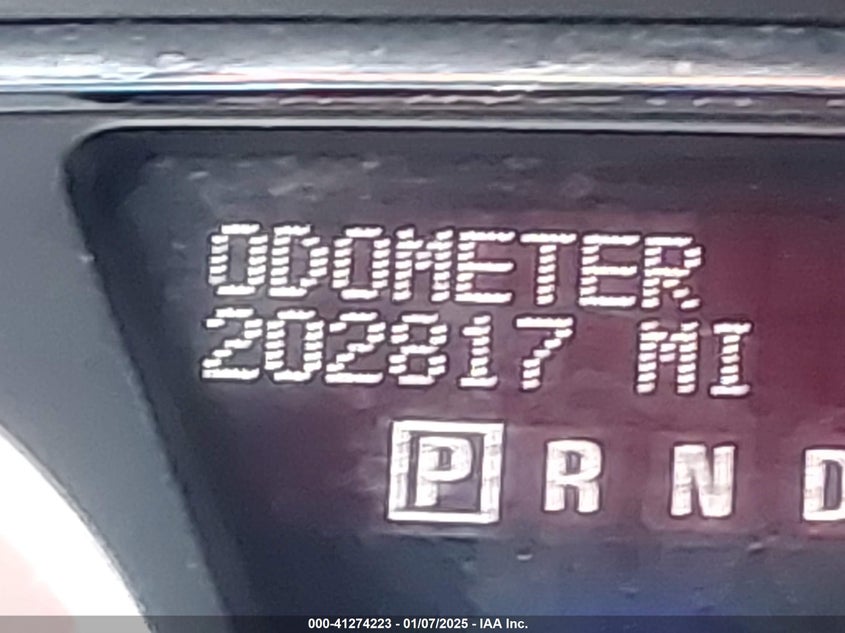 ODOMETER
202817 MI
P R N D
000-41274223 - 01/07/2025 - IAA Inc.